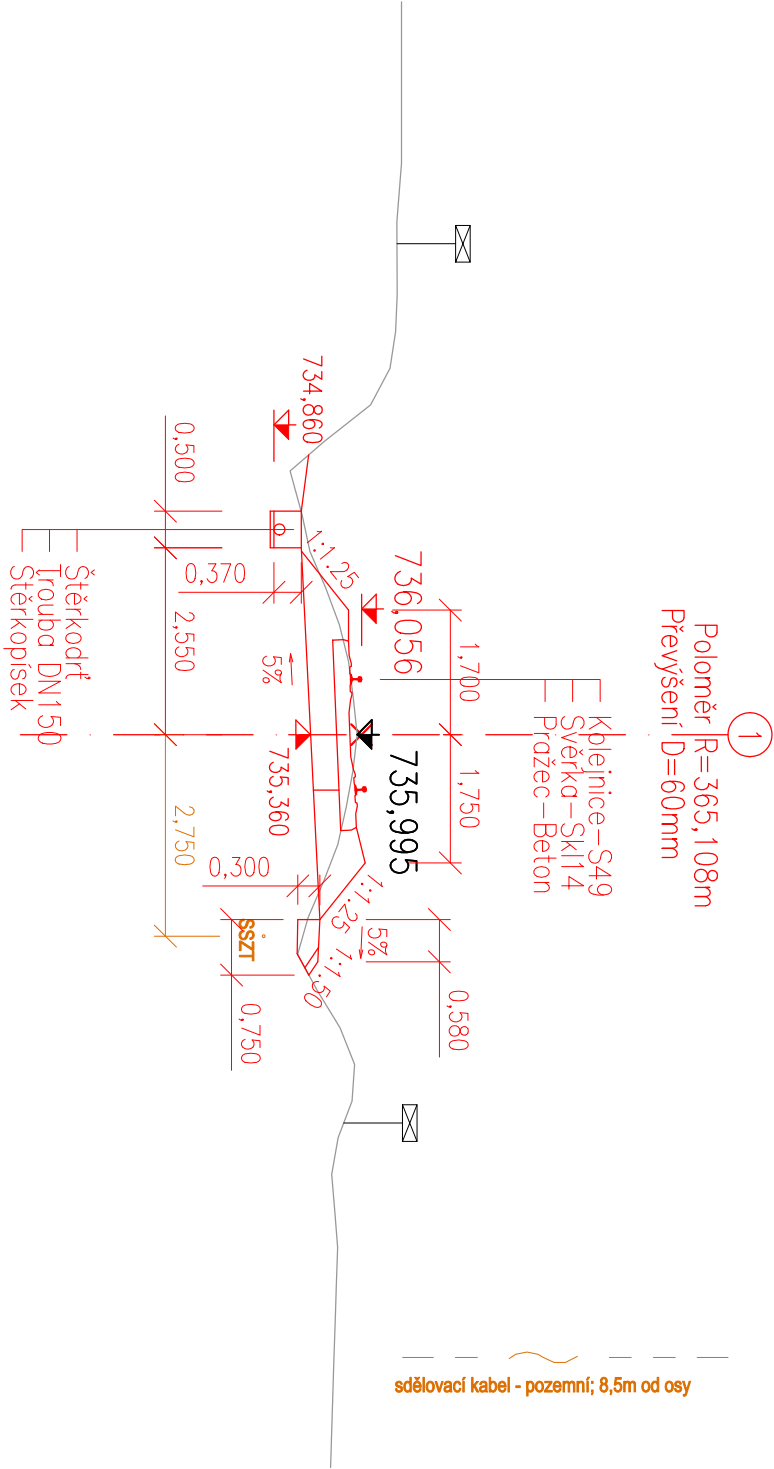 1
Poloměr R=365,108m
Převýšení D=60mm
Kolejnice-S49
Svěrka-Skl14
Pražec-Beton
1,700
1,750
736,056
735,995
734,860
1:1.25
1:1.25
5%
5%
1:1.50
0,580
735,360
0,370
0,300
SSZT
0,750
0,500
2,550
2,750
Štěrkodrť
Trouba DN150
Štěrkopísek
sdělovací kabel - pozemní; 8,5m od osy